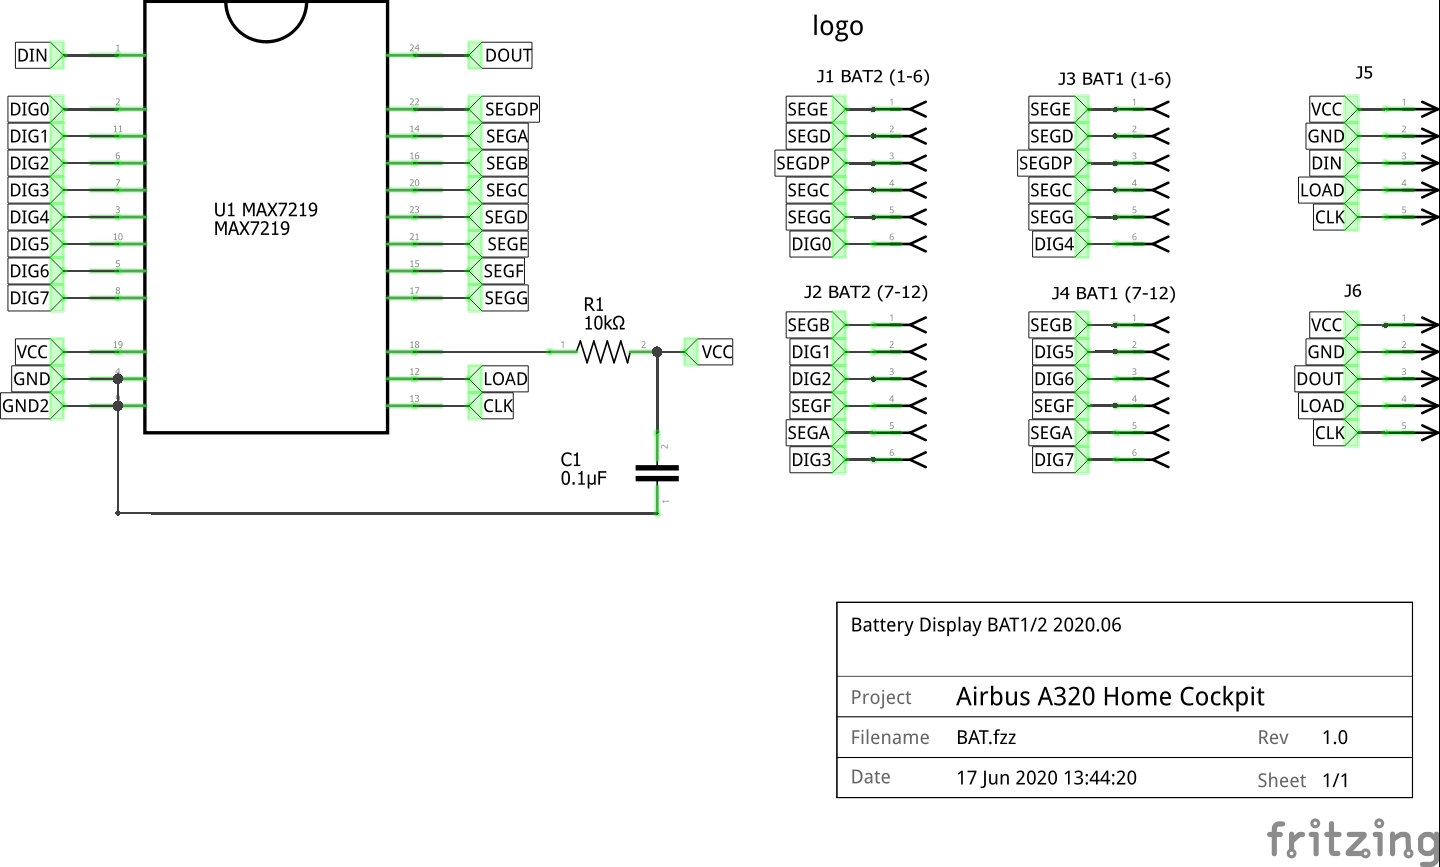 logo
DIN 1
24 DOUT
DIG0 2
22 SEGDP
DIG1 11
14 SEGA
DIG2 6
16 SEGB
DIG3 7
20 SEGC
DIG4 3
23 SEGD
DIG5 10
21 SEGE
DIG6 5
15 SEGF
DIG7 8
17 SEGG
VCC 19
18
GND 4
12 LOAD
GND2
13 CLK
U1 MAX7219
MAX7219
R1
10kΩ
1 2
VCC
C1
0.1µF
2
1
J1 BAT2 (1-6)
SEGE 1
SEGD 2
SEGDP 3
SEGC 4
SEGG 5
DIG0 6
J3 BAT1 (1-6)
SEGE 1
SEGD 2
SEGDP 3
SEGC 4
SEGG 5
DIG4 6
J5
VCC 1
GND 2
DIN 3
LOAD 4
CLK 5
J2 BAT2 (7-12)
SEGB 1
DIG1 2
DIG2 3
SEGF 4
SEGA 5
DIG3 6
J4 BAT1 (7-12)
SEGB 1
DIG5 2
DIG6 3
SEGF 4
SEGA 5
DIG7 6
J6
VCC 1
GND 2
DOUT 3
LOAD 4
CLK 5
Battery Display BAT1/2 2020.06
Project Airbus A320 Home Cockpit
Filename BAT.fzz Rev 1.0
Date 17 Jun 2020 13:44:20 Sheet 1/1
fritzing